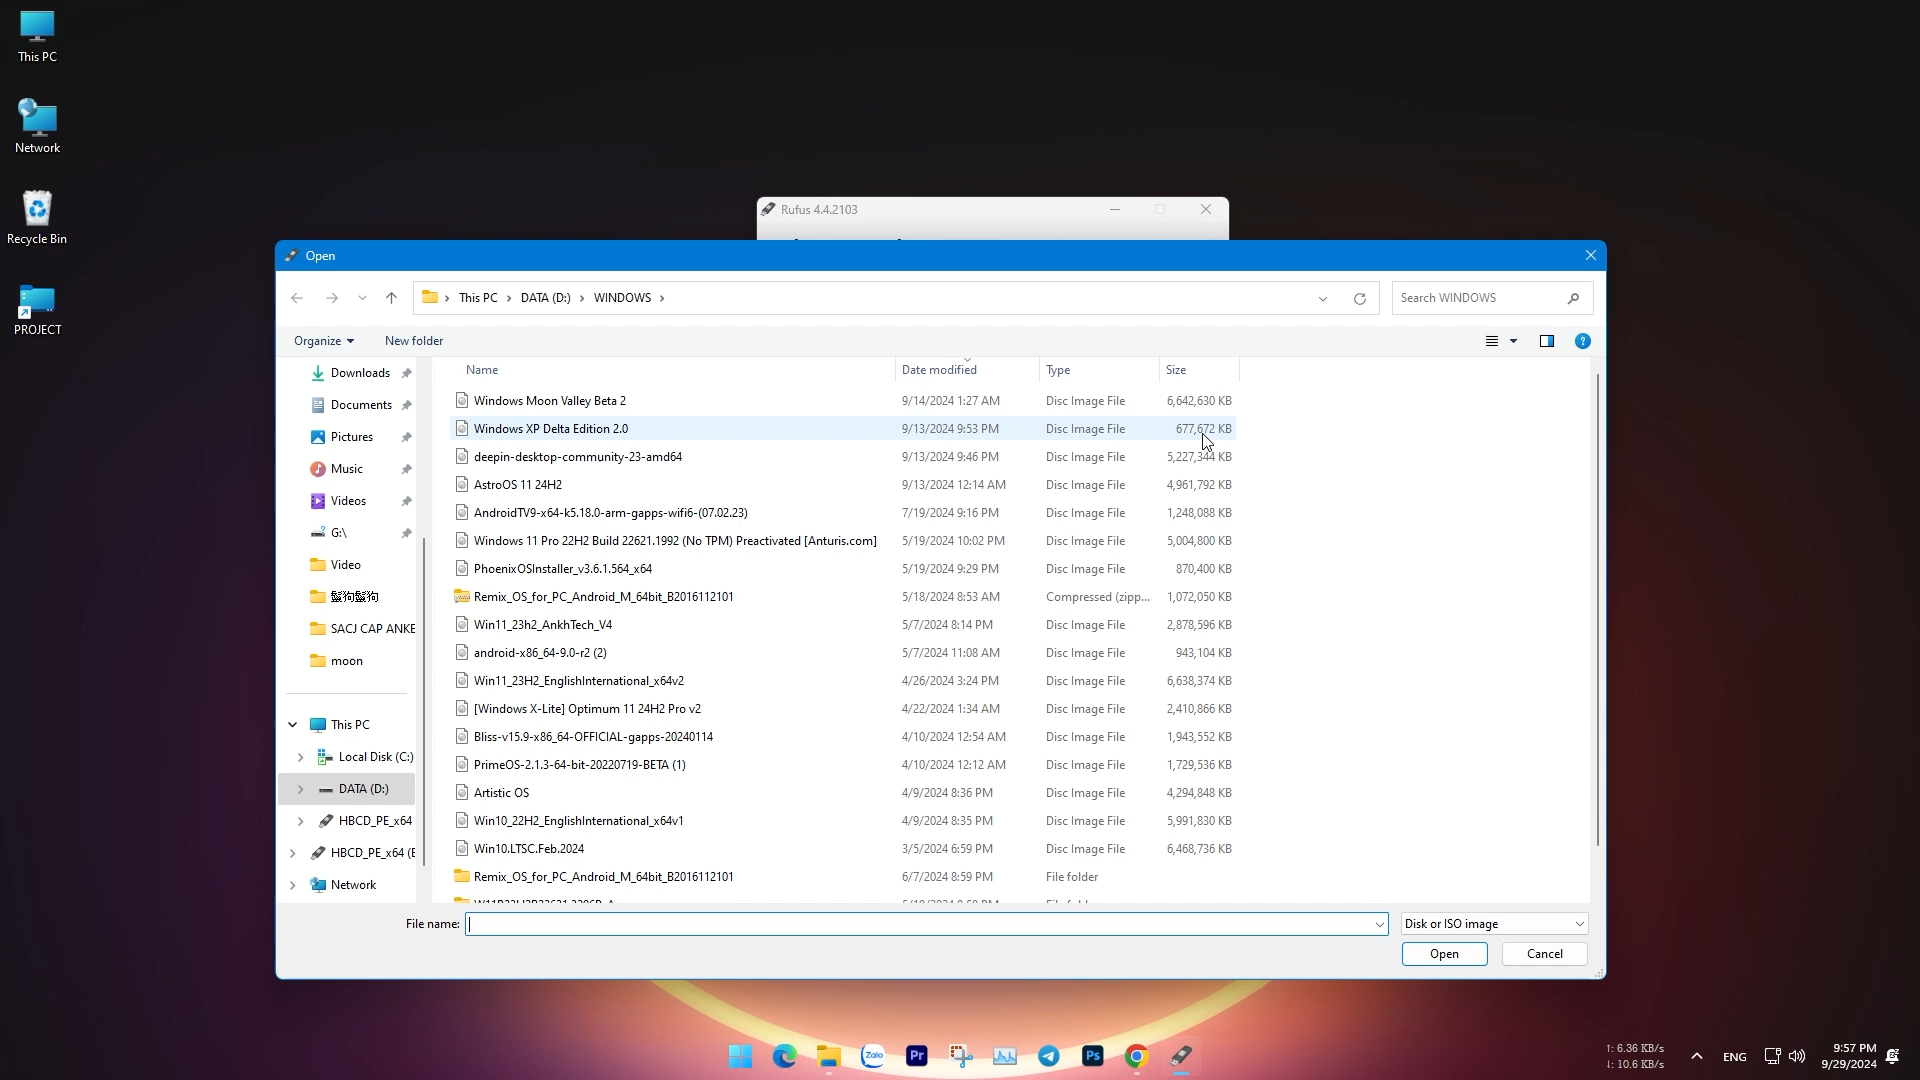 This PC
Network
Recycle Bin
PROJECT
Rufus 4.4.2103
Open
This PC > DATA (D:) > WINDOWS >
Search WINDOWS
Organize
New folder
Downloads
Documents
Pictures
Music
Videos
G:\
Video
SACJ CAP ANKE
moon
This PC
Local Disk (C:)
DATA (D:)
HBCD_PE_x64
HBCD_PE_x64 (E
Network
Name Date modified Type Size
Windows Moon Valley Beta 2 9/14/2024 1:27 AM Disc Image File 6,642,630 KB
Windows XP Delta Edition 2.0 9/13/2024 9:53 PM Disc Image File 677,672 KB
deepin-desktop-community-23-amd64 9/13/2024 9:46 PM Disc Image File 5,227,344 KB
AstroOS 11 24H2 9/13/2024 12:14 AM Disc Image File 4,961,792 KB
AndroidTV9-x64-k5.18.0-arm-gapps-wifi6-(07.02.23) 7/19/2024 9:16 PM Disc Image File 1,248,088 KB
Windows 11 Pro 22H2 Build 22621.1992 (No TPM) Preactivated [Anturis.com] 5/19/2024 10:02 PM Disc Image File 5,004,800 KB
PhoenixOSInstaller_v3.6.1.564_x64 5/19/2024 9:29 PM Disc Image File 870,400 KB
Remix_OS_for_PC_Android_M_64bit_B2016112101 5/18/2024 8:53 AM Compressed (zipp... 1,072,050 KB
Win11_23h2_AnkhTech_V4 5/7/2024 8:14 PM Disc Image File 2,878,596 KB
android-x86_64-9.0-r2 (2) 5/7/2024 11:08 AM Disc Image File 943,104 KB
Win11_23H2_EnglishInternational_x64v2 4/26/2024 3:24 PM Disc Image File 6,638,374 KB
[Windows X-Lite] Optimum 11 24H2 Pro v2 4/22/2024 1:34 AM Disc Image File 2,410,866 KB
Bliss-v15.9-x86_64-OFFICIAL-gapps-20240114 4/10/2024 12:54 AM Disc Image File 1,943,552 KB
PrimeOS-2.1.3-64-bit-20220719-BETA (1) 4/10/2024 12:12 AM Disc Image File 1,729,536 KB
Artistic OS 4/9/2024 8:36 PM Disc Image File 4,294,848 KB
Win10_22H2_EnglishInternational_x64v1 4/9/2024 8:35 PM Disc Image File 5,991,830 KB
Win10.LTSC.Feb.2024 3/5/2024 6:59 PM Disc Image File 6,468,736 KB
Remix_OS_for_PC_Android_M_64bit_B2016112101 6/7/2024 8:59 PM File folder
File name:
Disk or ISO image
Open
Cancel
Zalo
Pr
Ps
↑: 6.36 KB/s
↓: 10.6 KB/s
ENG
9:57 PM
9/29/2024